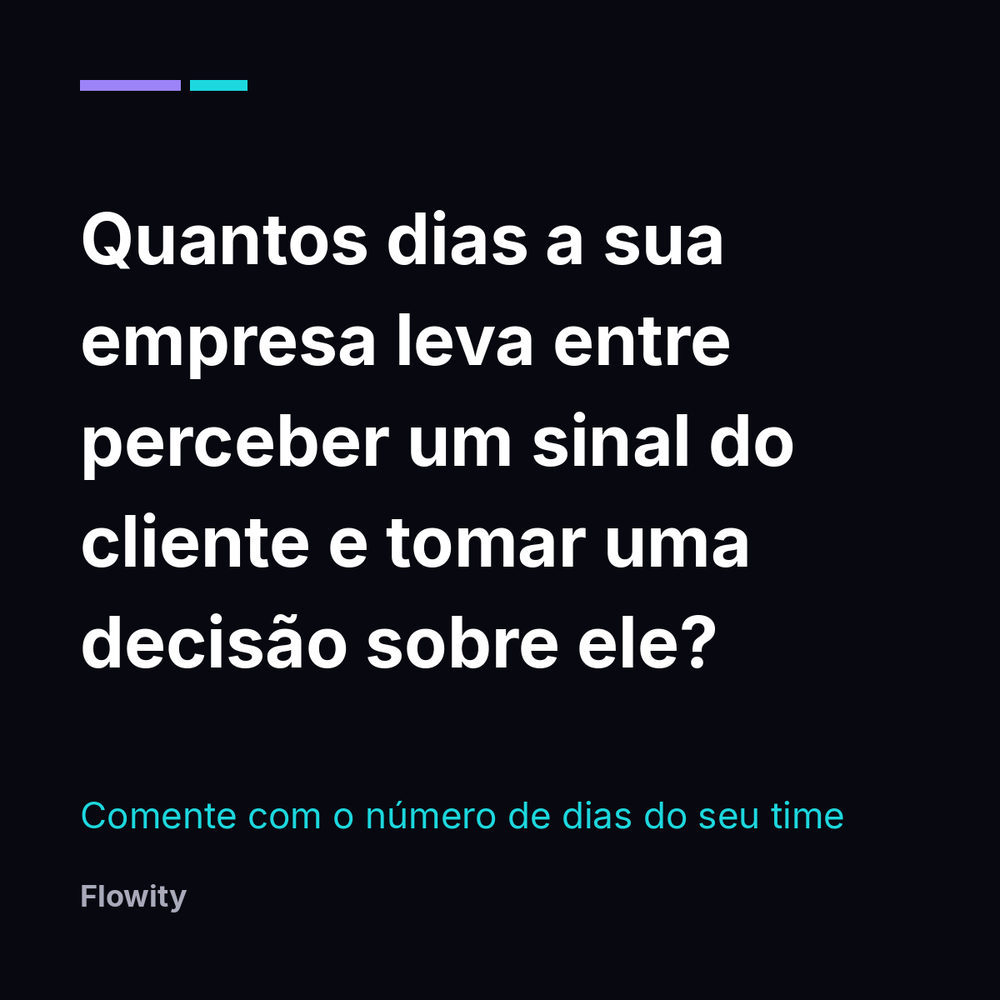 Quantos dias a sua
empresa leva entre
perceber um sinal do
cliente e tomar uma
decisão sobre ele?
Comente com o número de dias do seu time
Flowity